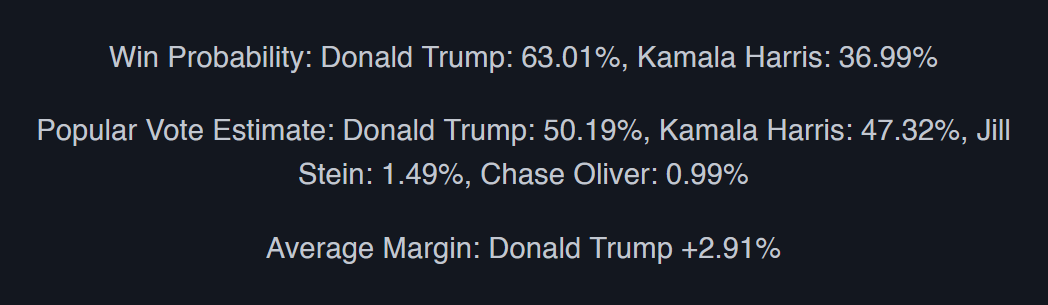 Win Probability: Donald Trump: 63.01%, Kamala Harris: 36.99%
Popular Vote Estimate: Donald Trump: 50.19%, Kamala Harris: 47.32%, Jill
Stein: 1.49%, Chase Oliver: 0.99%
Average Margin: Donald Trump +2.91%